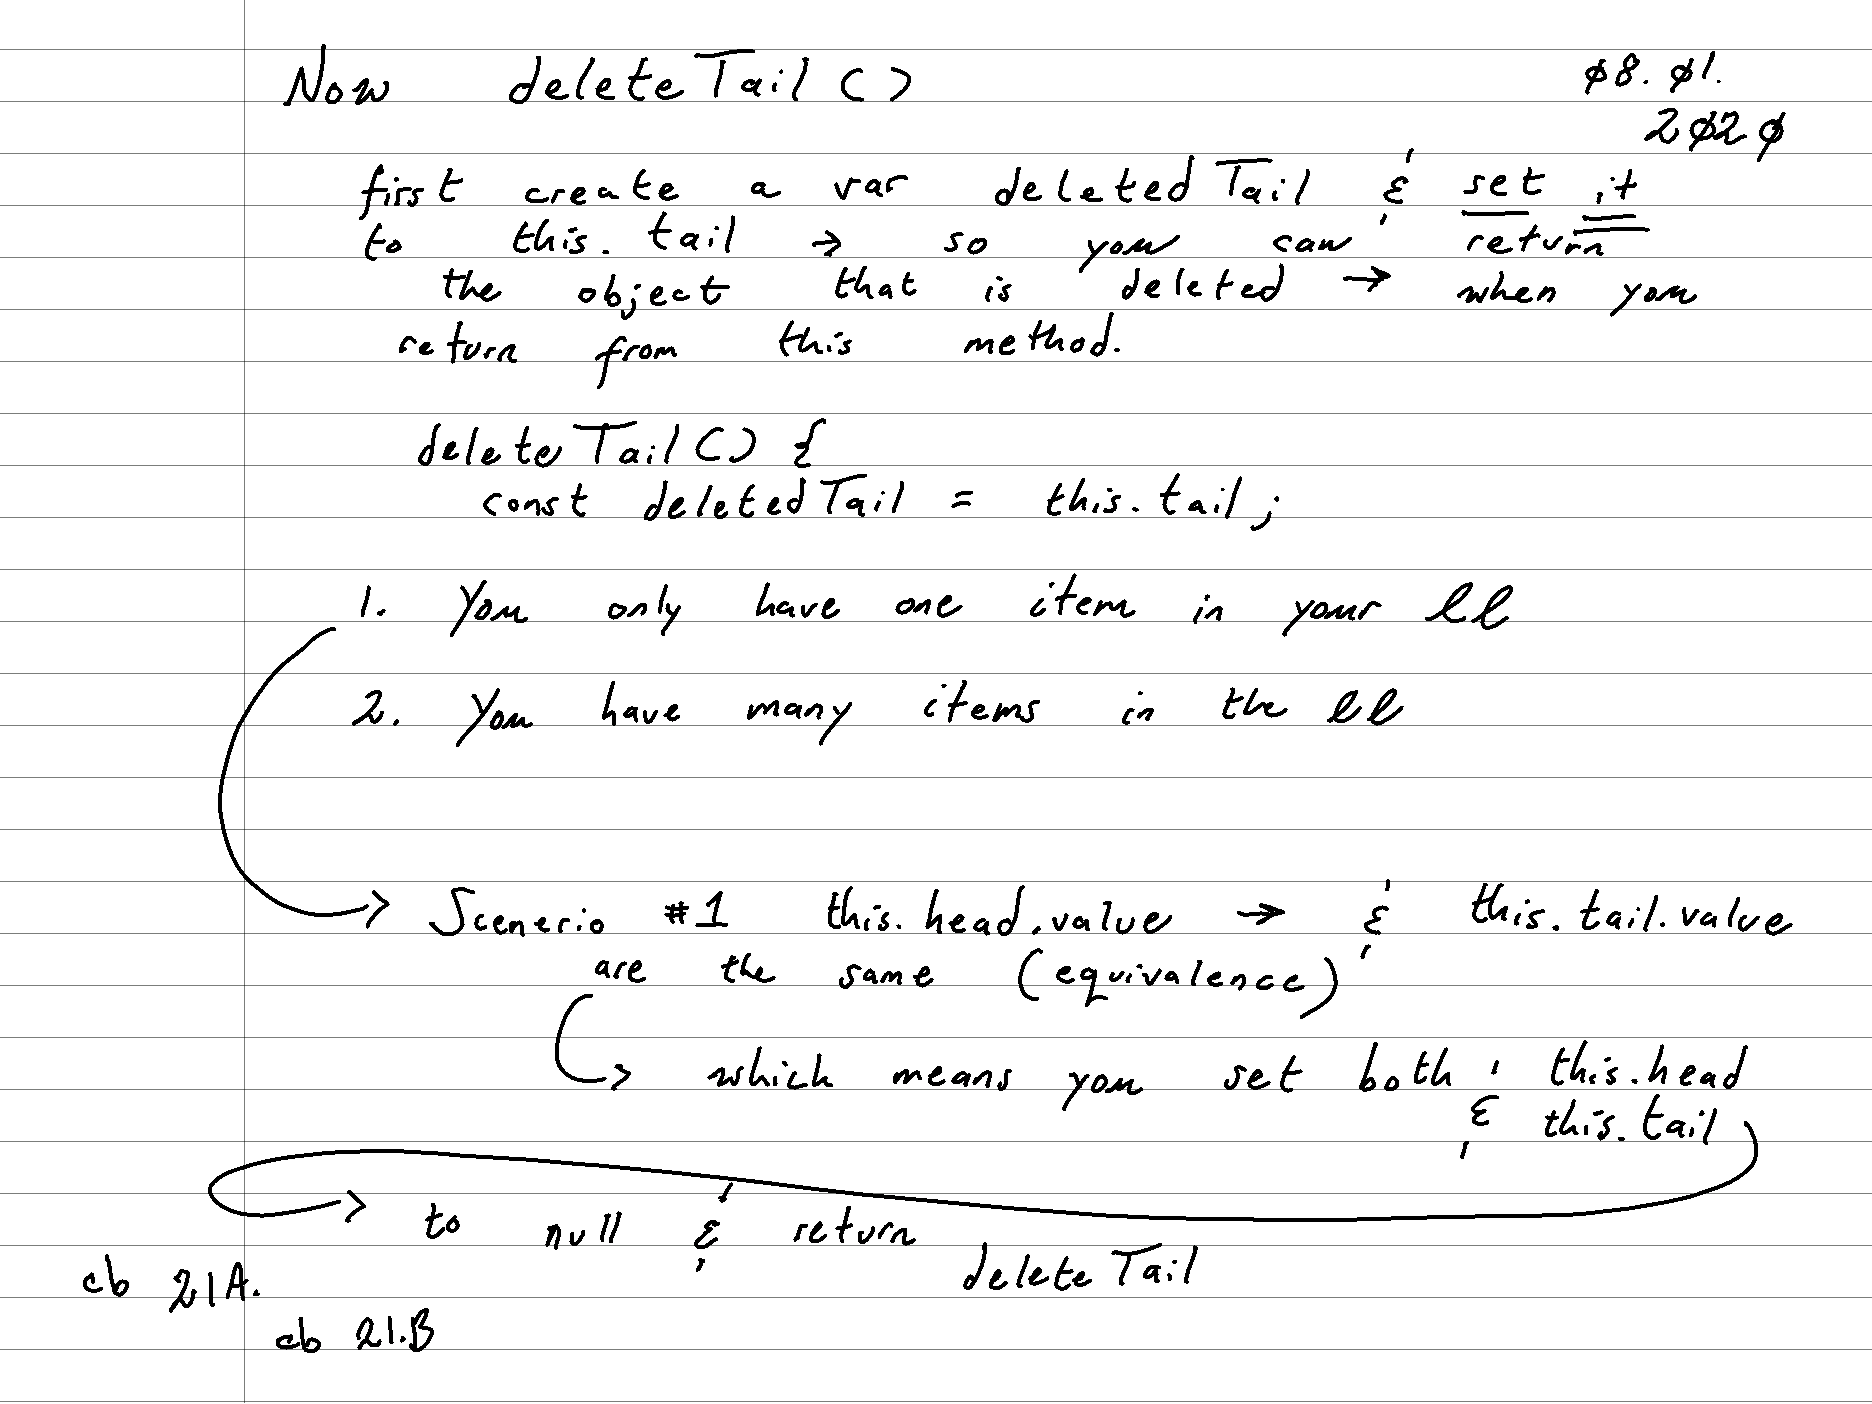 Now deleteTail() 08.01.
2020
first create a var deletedTail & set it
to this.tail → so you can return
the object that is deleted → when you
return from this method.
deleteTail() {
const deletedTail = this.tail;
1. You only have one item in your ll
2. You have many items in the ll
Scenerio #1 this.head.value → & this.tail.value
are the same (equivalence)
which means you set both this.head
& this.tail
to null & return
deleteTail
cb 21A.
cb 21.B